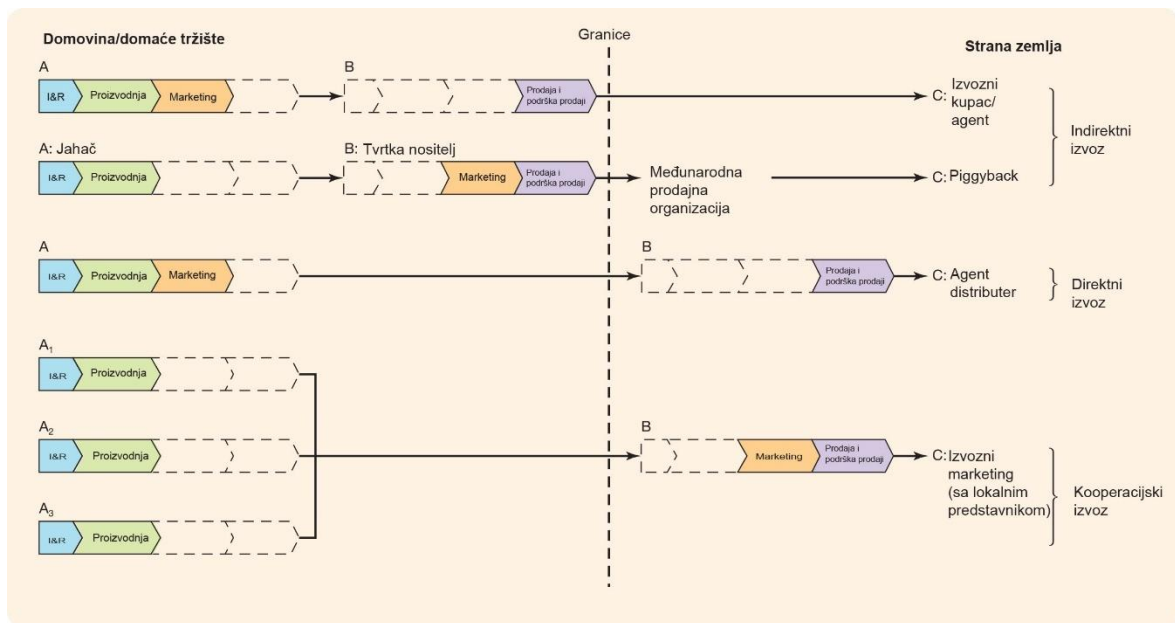 Domovina/domaće tržište
Granice
Strana zemlja
A
I&R
Proizvodnja
Marketing
B
Prodaja i
podrška prodaji
C: Izvozni
kupac/
agent
Indirektni
izvoz
A: Jahač
I&R
Proizvodnja
B: Tvrtka nositelj
Marketing
Prodaja i
podrška prodaji
Međunarodna
prodajna
organizacija
C: Piggyback
A
I&R
Proizvodnja
Marketing
B
Prodaja i
podrška prodaji
C: Agent
distributer
Direktni
izvoz
A1
I&R
Proizvodnja
A2
I&R
Proizvodnja
B
Marketing
Prodaja i
podrška prodaji
C: Izvozni
marketing
(sa lokalnim
predstavnikom)
Kooperacijski
izvoz
A3
I&R
Proizvodnja